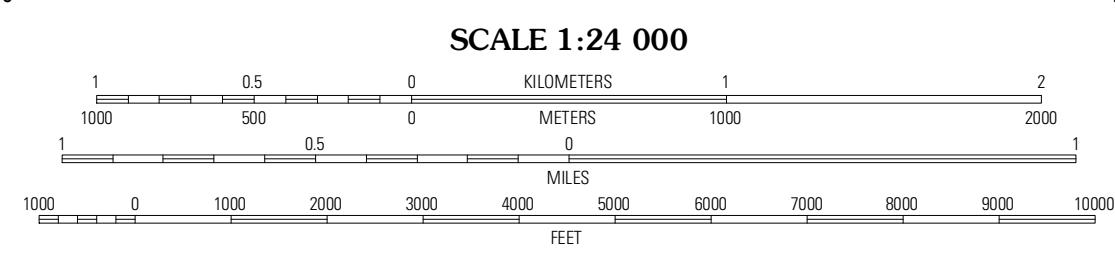 SCALE 1:24 000
1 0.5 0 KILOMETERS 1 2
1000 500 0 METERS 1000 2000
1 0.5 0 1
MILES
1000 0 1000 2000 3000 4000 5000 6000 7000 8000 9000 10000
FEET